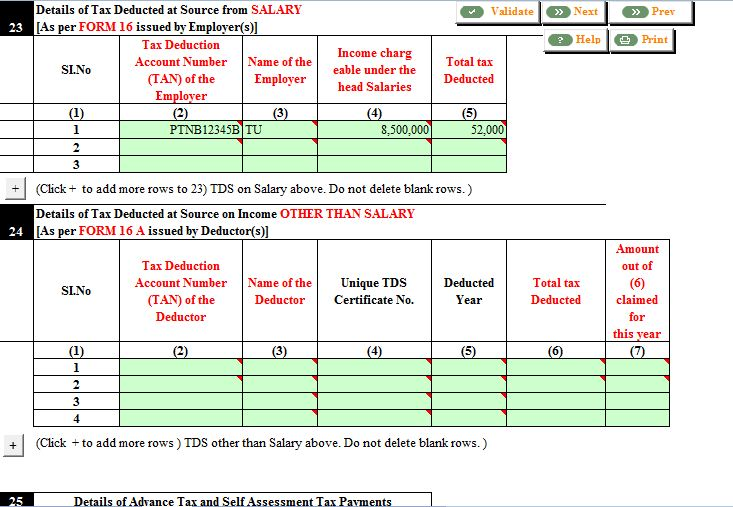 Details of Tax Deducted at Source from SALARY
Validate
Next
Prev
23
[As per FORM 16 issued by Employer(s)]
Help
Print
SI.No
Tax Deduction
Account Number
(TAN) of the
Employer
Name of the
Employer
Income charg
eable under the
head Salaries
Total tax
Deducted
(1) (2) (3) (4) (5)
1 PTNB12345B TU 8,500,000 52,000
2
3
+ (Click + to add more rows to 23) TDS on Salary above. Do not delete blank rows. )
Details of Tax Deducted at Source on Income OTHER THAN SALARY
24 [As per FORM 16 A issued by Deductor(s)]
SI.No
Tax Deduction
Account Number
(TAN) of the
Deductor
Name of the
Deductor
Unique TDS
Certificate No.
Deducted
Year
Total tax
Deducted
Amount
out of
(6)
claimed
for
this year
(1) (2) (3) (4) (5) (6) (7)
1
2
3
4
+ (Click + to add more rows ) TDS other than Salary above. Do not delete blank rows. )
25 Details of Advance Tax and Self Assessment Tax Payments